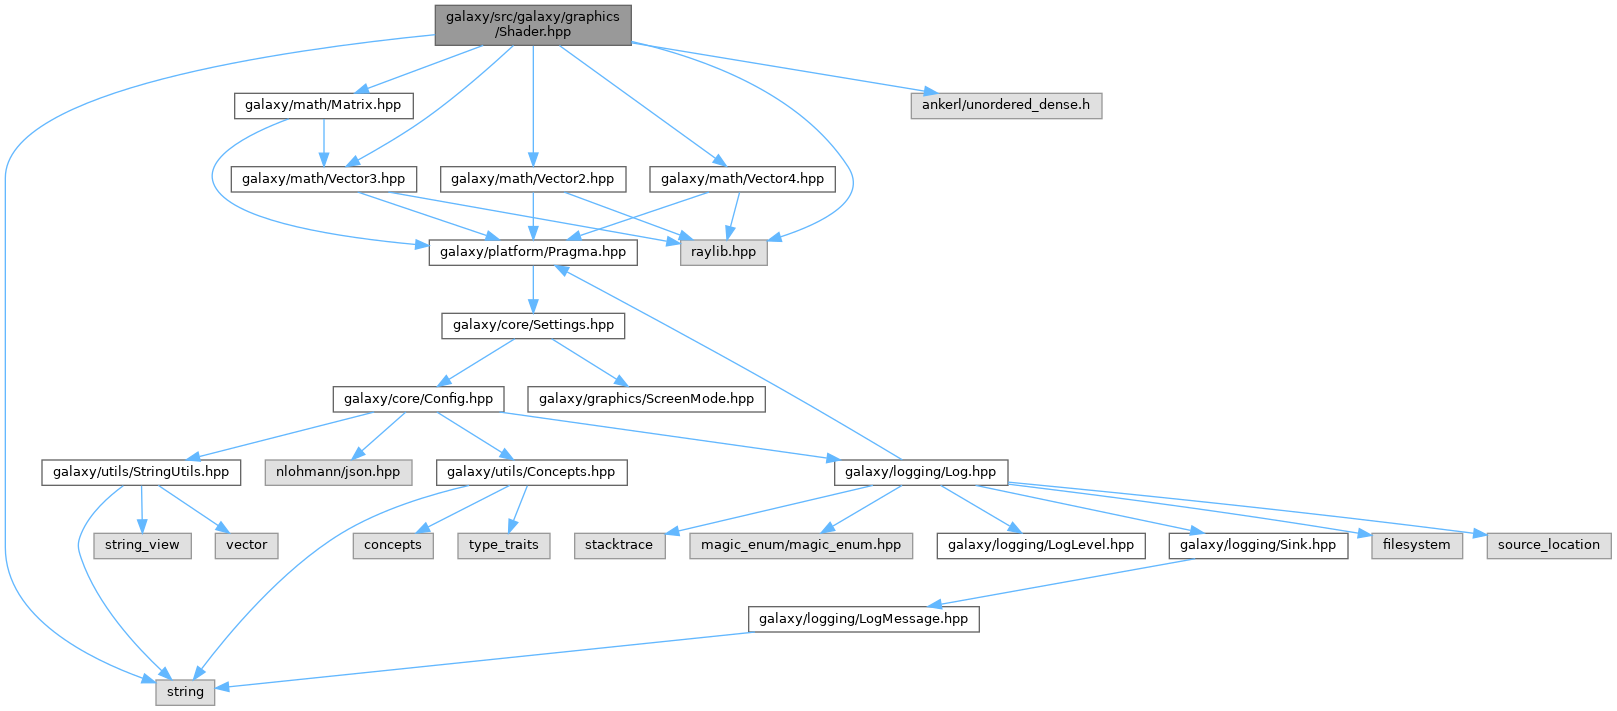 galaxy/src/galaxy/graphics
/Shader.hpp
galaxy/math/Matrix.hpp
ankerl/unordered_dense.h
galaxy/math/Vector3.hpp
galaxy/math/Vector2.hpp
galaxy/math/Vector4.hpp
galaxy/platform/Pragma.hpp
raylib.hpp
galaxy/core/Settings.hpp
galaxy/core/Config.hpp
galaxy/graphics/ScreenMode.hpp
galaxy/utils/StringUtils.hpp
nlohmann/json.hpp
galaxy/utils/Concepts.hpp
galaxy/logging/Log.hpp
string_view
vector
concepts
type_traits
stacktrace
magic_enum/magic_enum.hpp
galaxy/logging/LogLevel.hpp
galaxy/logging/Sink.hpp
filesystem
source_location
galaxy/logging/LogMessage.hpp
string